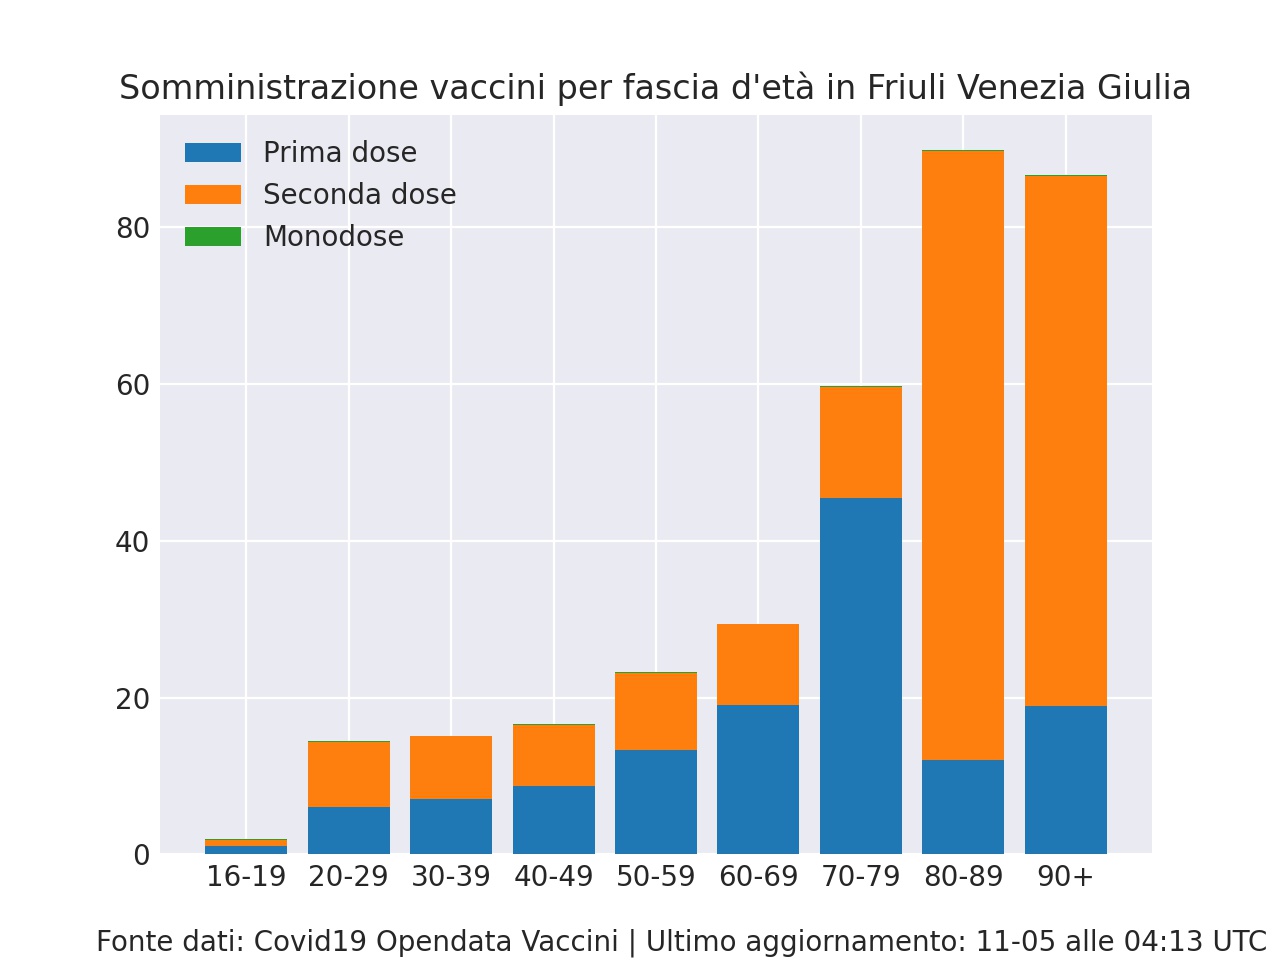 Somministrazione vaccini per fascia d'età in Friuli Venezia Giulia
Prima dose
Seconda dose
Monodose
80
60
40
20
0
16-19 20-29 30-39 40-49 50-59 60-69 70-79 80-89 90+
Fonte dati: Covid19 Opendata Vaccini | Ultimo aggiornamento: 11-05 alle 04:13 UTC